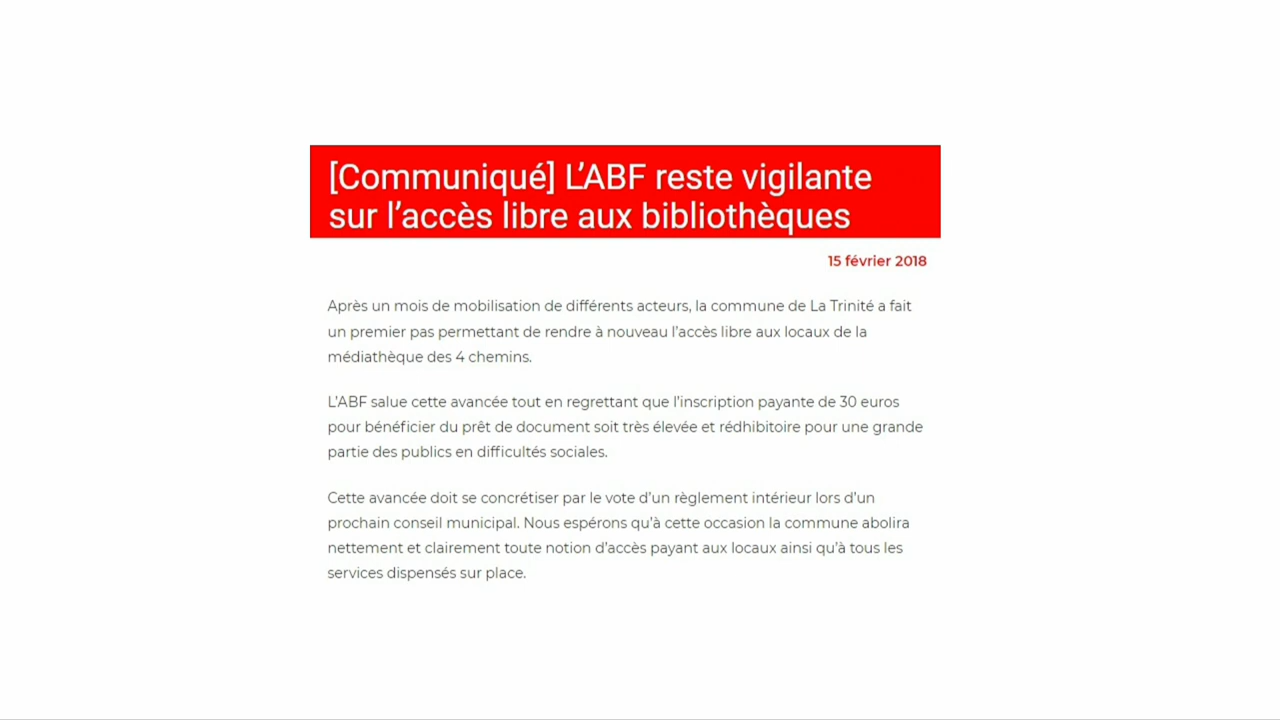 [Communiqué] L’ABF reste vigilante
sur l’accès libre aux bibliothèques
15 février 2018
Après un mois de mobilisation de différents acteurs, la commune de La Trinité a fait
un premier pas permettant de rendre à nouveau l’accès libre aux locaux de la
médiathèque des 4 chemins.
L’ABF salue cette avancée tout en regrettant que l’inscription payante de 30 euros
pour bénéficier du prêt de document soit très élevée et rédhibitoire pour une grande
partie des publics en difficultés sociales.
Cette avancée doit se concrétiser par le vote d’un règlement intérieur lors d’un
prochain conseil municipal. Nous espérons qu’à cette occasion la commune abolira
nettement et clairement toute notion d’accès payant aux locaux ainsi qu’à tous les
services dispensés sur place.